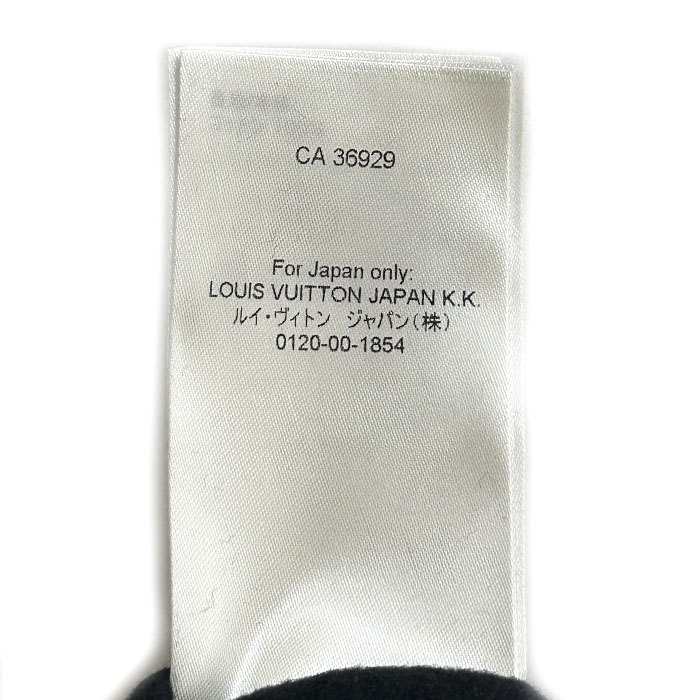 CA 36929
For Japan only:
LOUIS VUITTON JAPAN K.K.
ルイ・ヴィトン ジャパン(株)
0120-00-1854